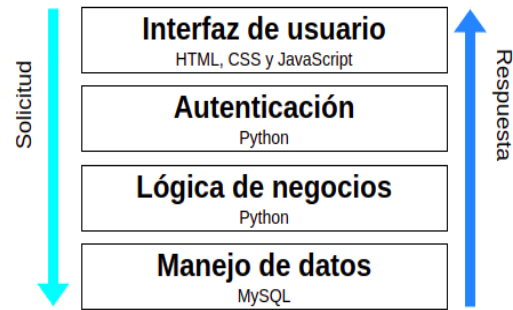 Interfaz de usuario
HTML, CSS y JavaScript
Autenticación
Python
Lógica de negocios
Python
Manejo de datos
MySQL
Solicitud
Respuesta